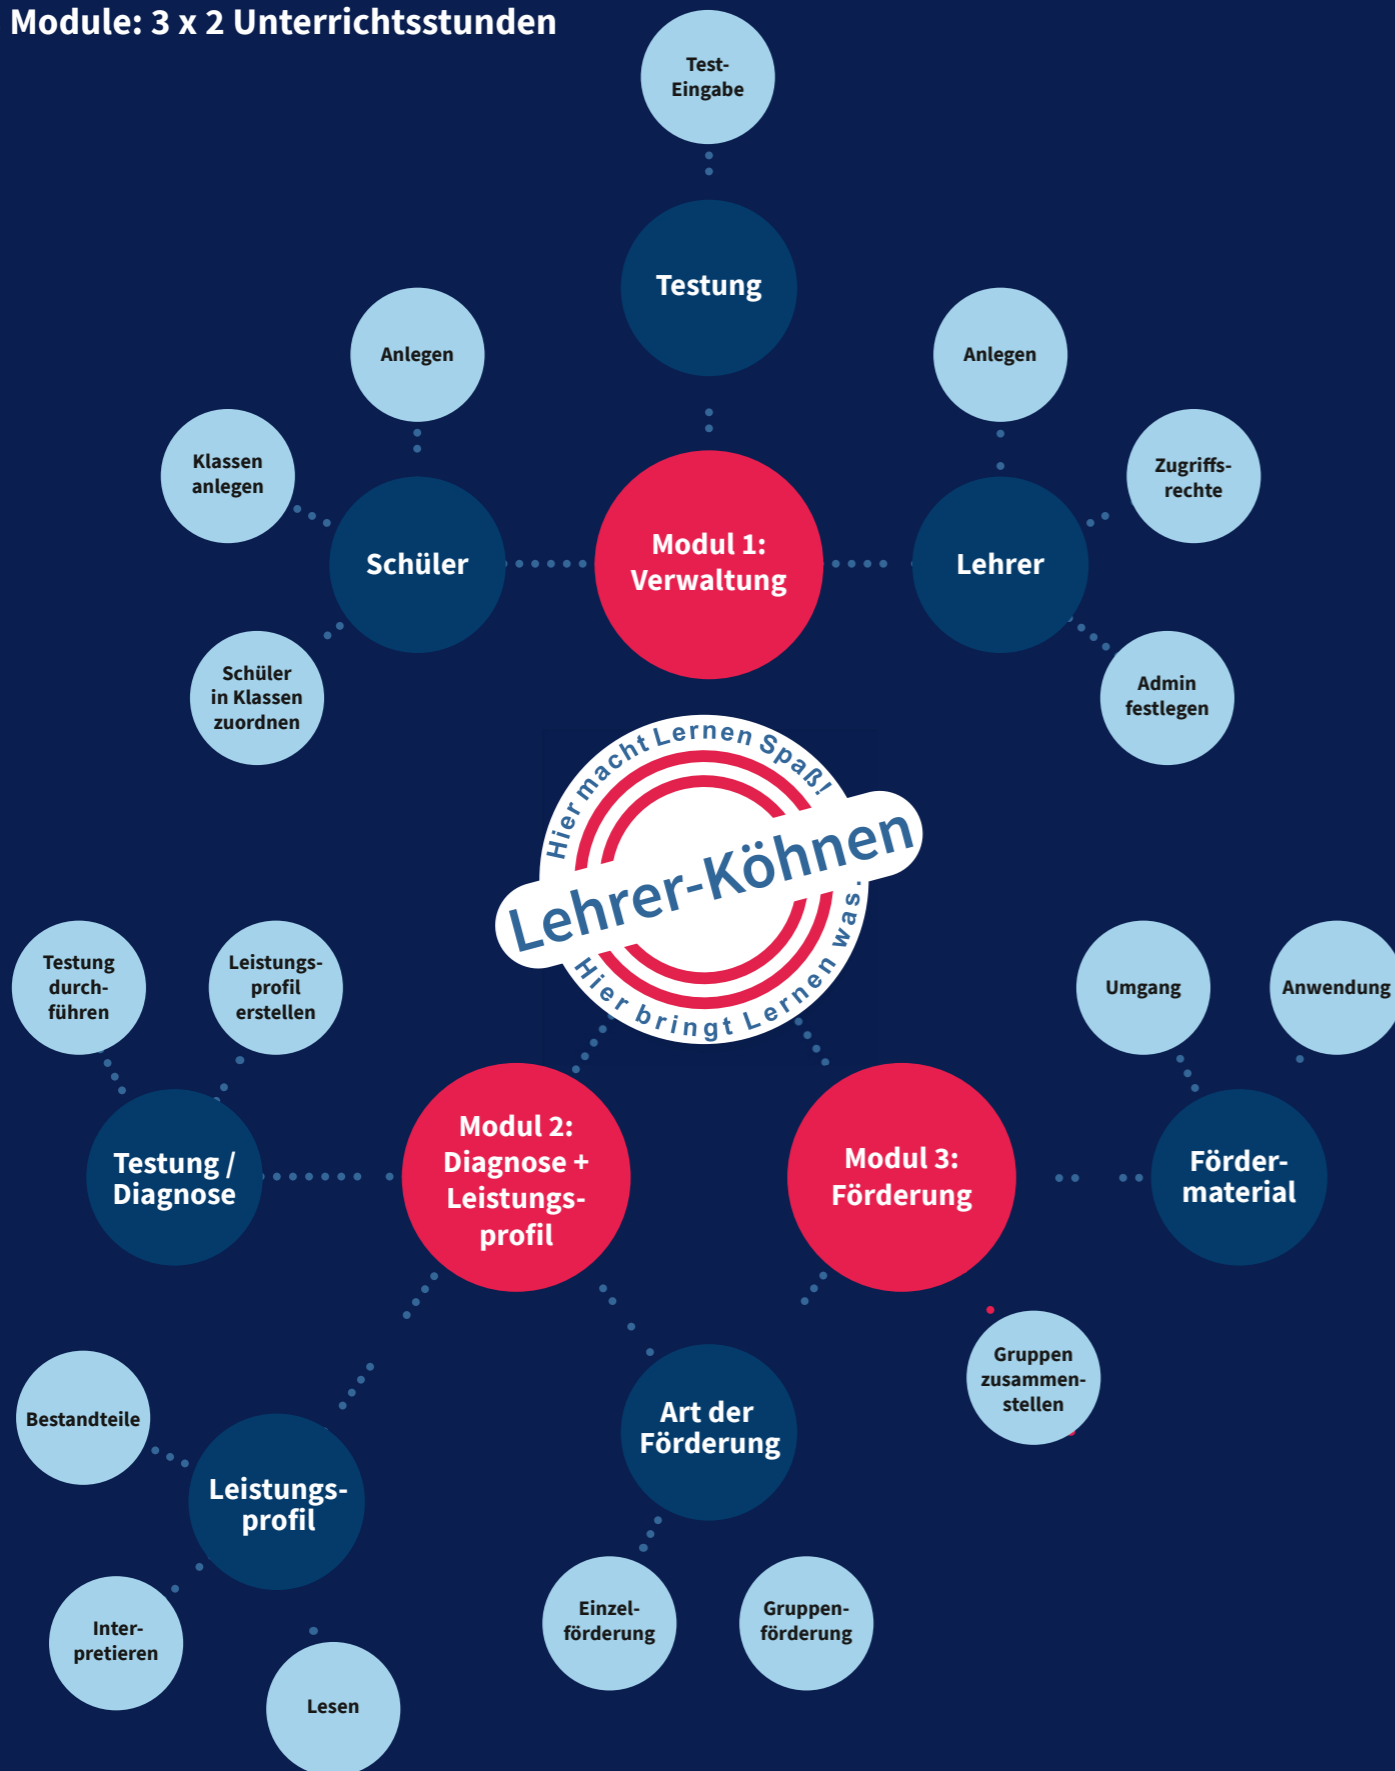 Module: 3 x 2 Unterrichtsstunden
Test-
Eingabe
Testung
Anlegen
Anlegen
Klassen
anlegen
Zugriffs-
rechte
Schüler
Modul 1:
Verwaltung
Lehrer
Schüler
in Klassen
zuordnen
Admin
festlegen
Hier macht Lernen Spaß!
Lehrer-Köhnen
Hier bringt Lernen was.
Testung
durch-
führen
Leistungs-
profil
erstellen
Umgang
Anwendung
Testung /
Diagnose
Modul 2:
Diagnose +
Leistungs-
profil
Modul 3:
Förderung
Förder-
material
Gruppen
zusammen-
stellen
Bestandteile
Art der
Förderung
Leistungs-
profil
Inter-
pretieren
Einzel-
förderung
Gruppen-
förderung
Lesen